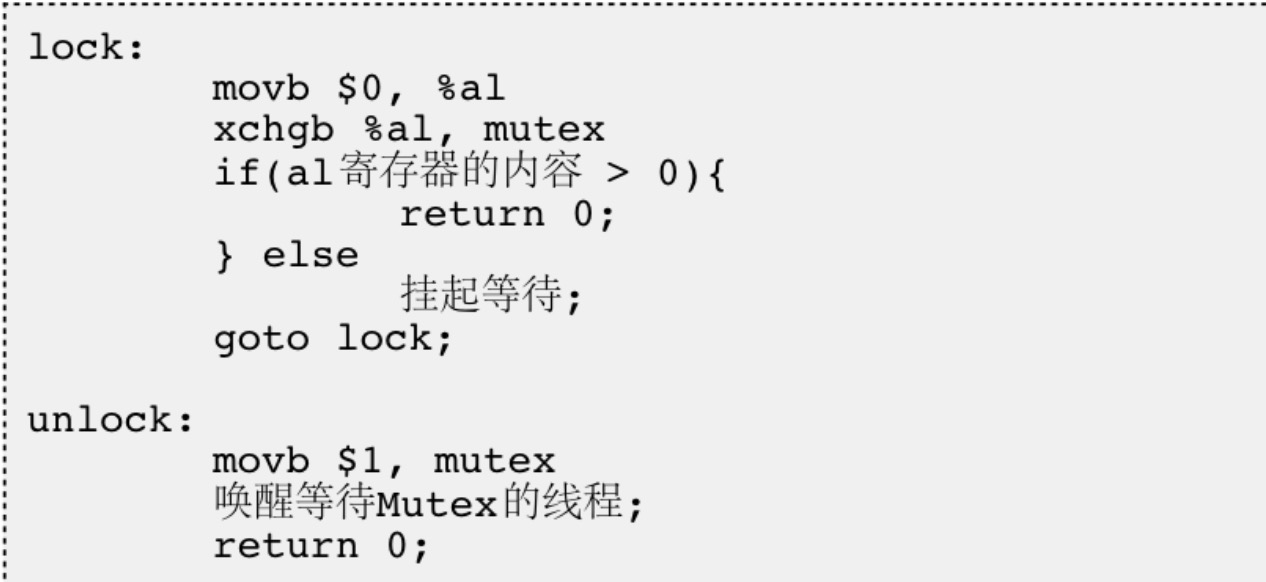 lock:
movb $0, %al
xchgb %al, mutex
if(al寄存器的内容 > 0){
return 0;
} else
挂起等待;
goto lock;
unlock:
movb $1, mutex
唤醒等待Mutex的线程;
return 0;